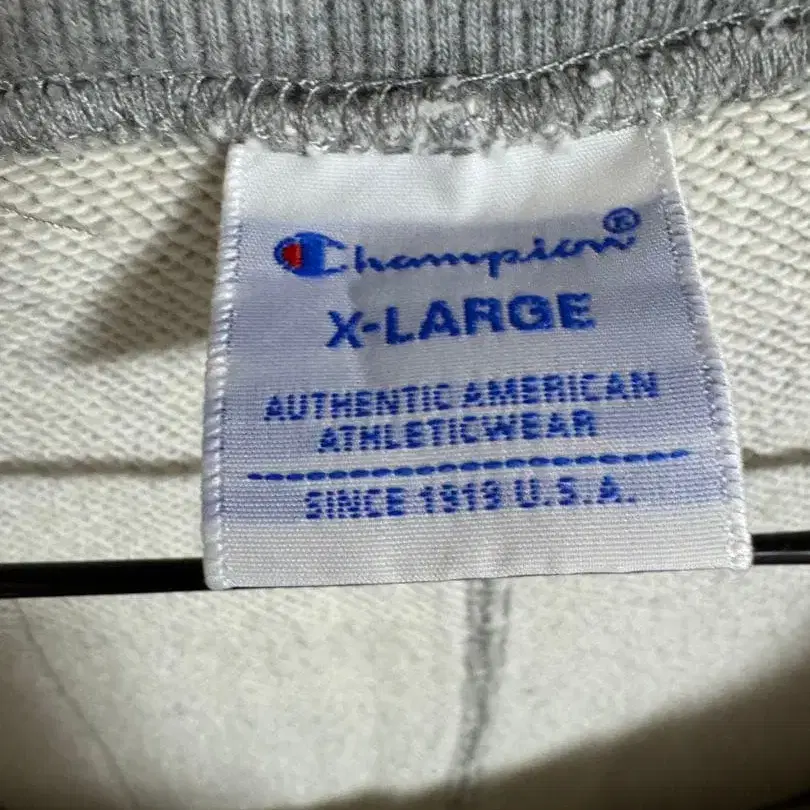 Champion®
X-LARGE
AUTHENTIC AMERICAN
ATHLETICWEAR
SINCE 1919 U.S.A.